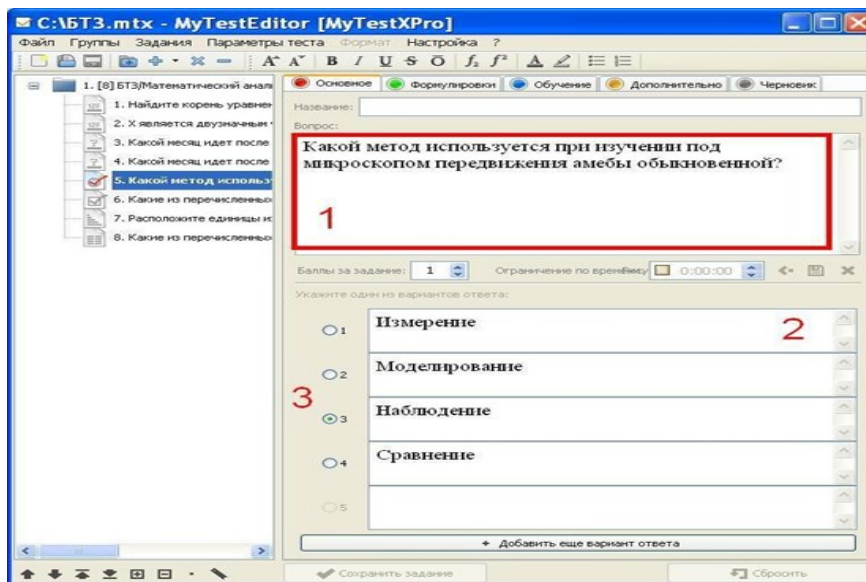 C:\БТЗ.mtx - MyTestEditor [MyTestXPro]
Файл Группы Задания Параметры теста Формат Настройка ?
A A B I U S O f₂ f² A
1. [8] БТЗ/Математический анал
1. Найдите корень уравнен
2. X является двузначным
3. Какой месяц идет после
4. Какой месяц идет после
5. Какой метод использ
6. Какие из перечисленных
7. Расположите единицы и
8. Какие из перечисленных
Основное Формулировки Обучение Дополнительно Черновик
Название:
Вопрос:
Какой метод используется при изучении под
микроскопом передвижения амебы обыкновенной?
1
Баллы за задание: 1 Ограничение по 0:00:00
Укажите один из вариантов ответа:
1 Измерение
2
2 Моделирование
3
3 Наблюдение
4 Сравнение
5
+ Добавить еще вариант ответа
Сохранить задание Сбросить